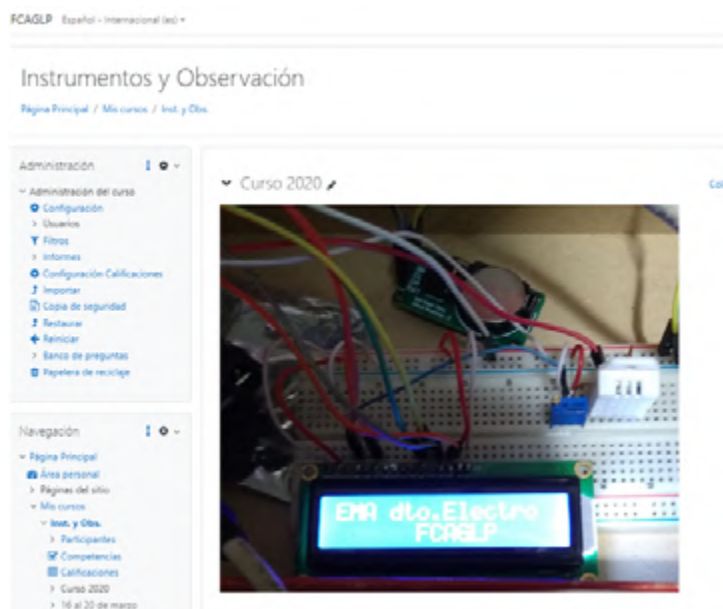 FCAGLP Español - Internacional (es)
Instrumentos y Observación
Página Principal / Mis cursos / Inst. y Obs.
Administración
Administración del curso
Configuración
Usuarios
Filtros
Informes
Configuración Calificaciones
Importar
Copia de seguridad
Restaurar
Reiniciar
Banco de preguntas
Papelera de reciclaje
Navegación
Página Principal
Área personal
Páginas del sitio
Mis cursos
Inst. y Obs.
Participantes
Competencias
Calificaciones
Curso 2020
16 al 20 de marzo
Curso 2020
Col
EMA dto.Electro
FCAGLP